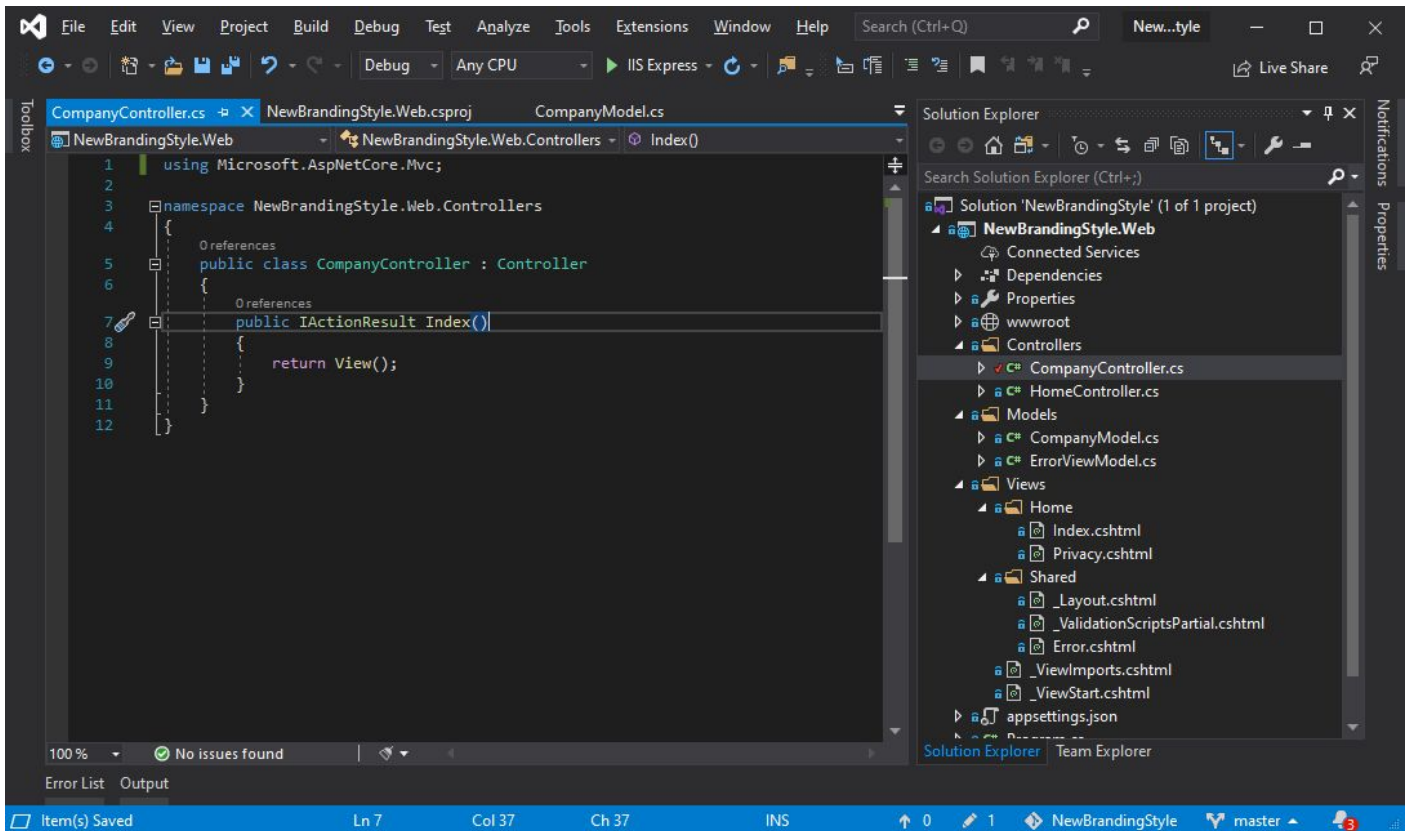 File Edit View Project Build Debug Test Analyze Tools Extensions Window Help Search (Ctrl+Q) New...tyle
Debug Any CPU IIS Express Live Share
Toolbox
CompanyController.cs NewBrandingStyle.Web.csproj CompanyModel.cs
NewBrandingStyle.Web NewBrandingStyle.Web.Controllers Index()
1 using Microsoft.AspNetCore.Mvc;
2
3 namespace NewBrandingStyle.Web.Controllers
4 {
0 references
5 public class CompanyController : Controller
6 {
0 references
7 public IActionResult Index()
8 {
9 return View();
10 }
11 }
12 }
100 % No issues found
Solution Explorer
Search Solution Explorer (Ctrl+;)
Solution 'NewBrandingStyle' (1 of 1 project)
NewBrandingStyle.Web
Connected Services
Dependencies
Properties
wwwroot
Controllers
C# CompanyController.cs
C# HomeController.cs
Models
C# CompanyModel.cs
C# ErrorViewModel.cs
Views
Home
Index.cshtml
Privacy.cshtml
Shared
_Layout.cshtml
_ValidationScriptsPartial.cshtml
Error.cshtml
_ViewImports.cshtml
_ViewStart.cshtml
appsettings.json
Solution Explorer Team Explorer
Notifications
Properties
Error List Output
Item(s) Saved Ln 7 Col 37 Ch 37 INS 0 1 NewBrandingStyle master 3